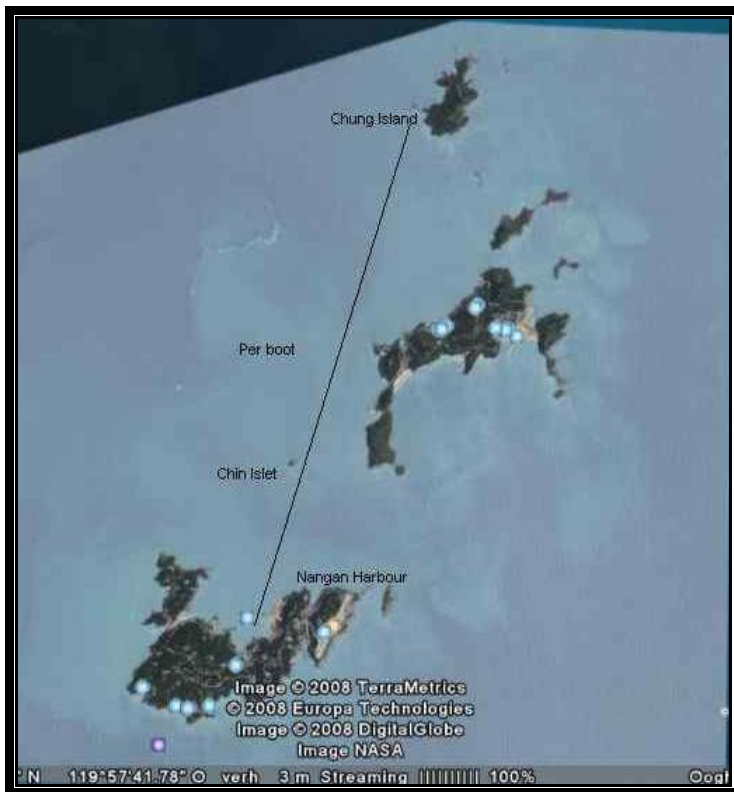 Chung Island
Per boot
Chin Islet
Nangan Harbour
Image © 2008 TerraMetrics
© 2008 Europa Technologies
Image © 2008 DigitalGlobe
Image NASA
" N 119°57'41.78" O verh 3 m Streaming |||||||||| 100% Oogh